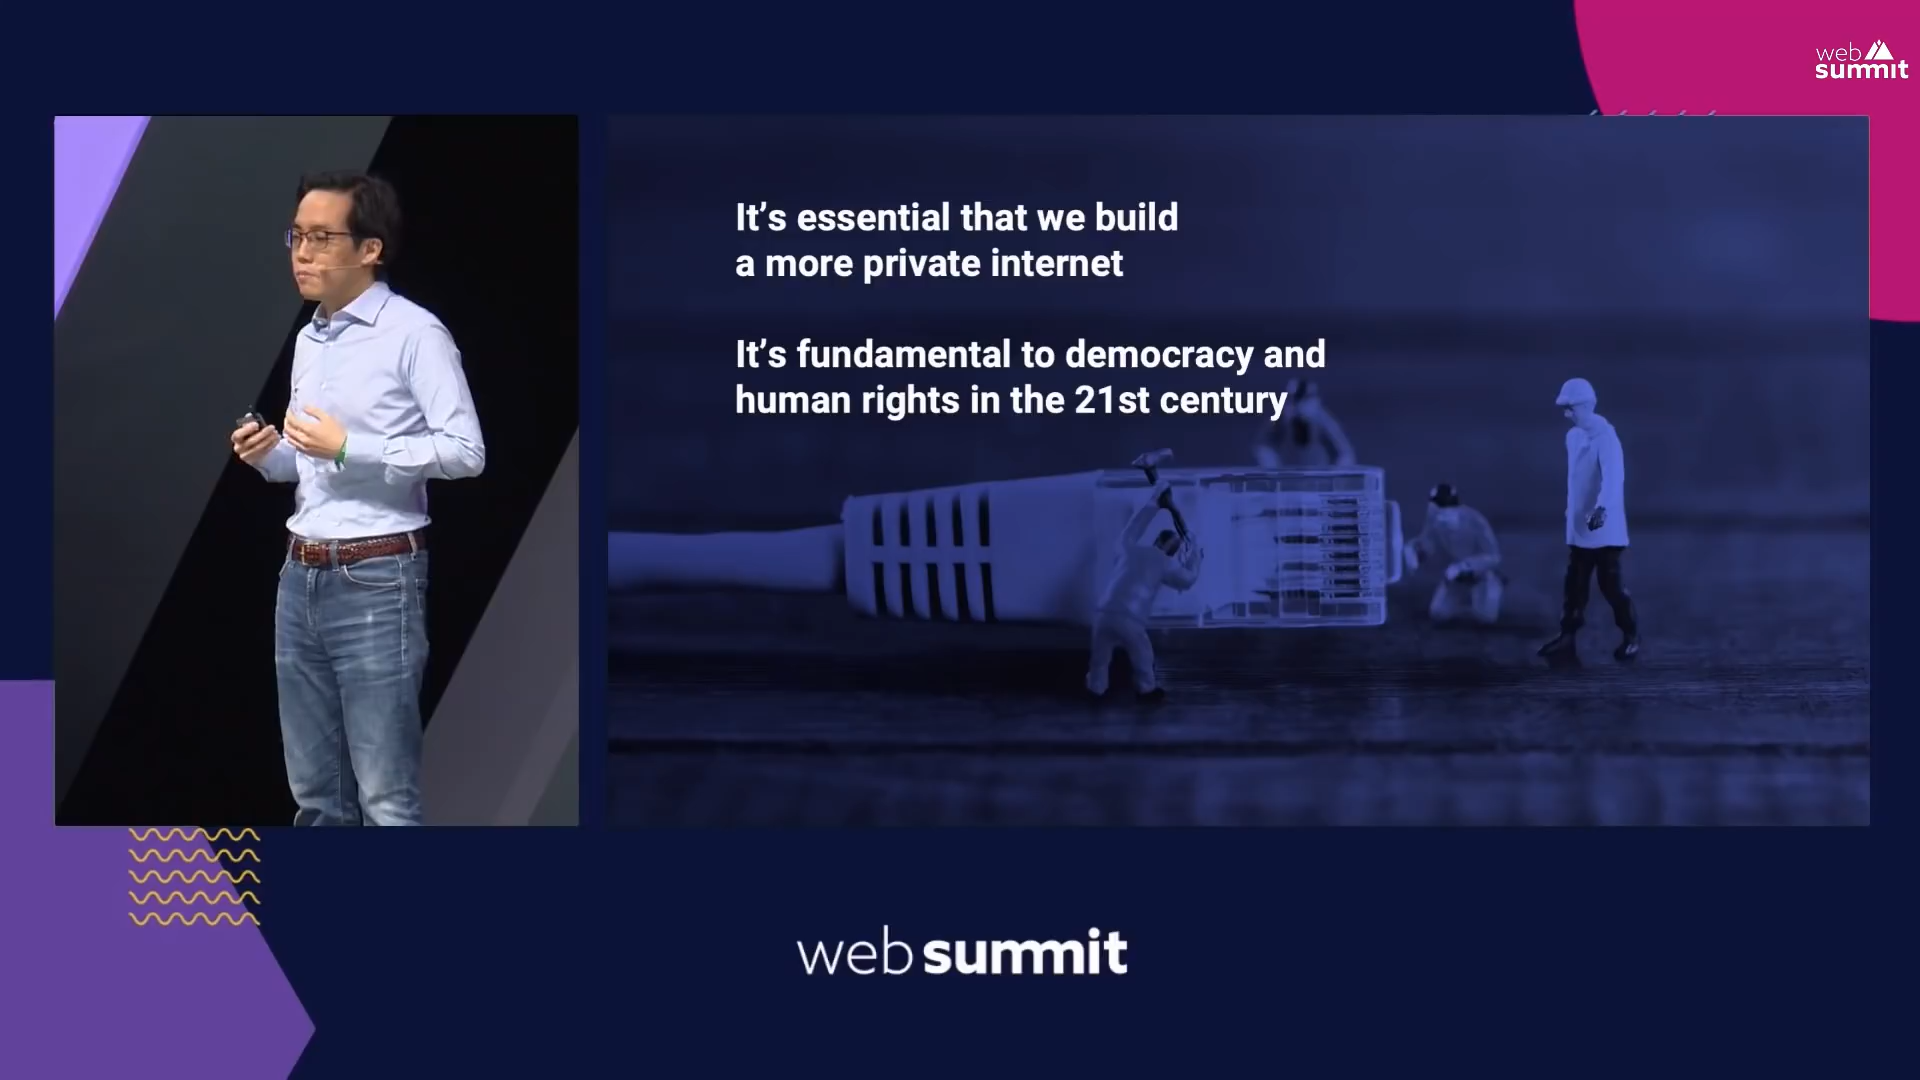 web
summit
It’s essential that we build
a more private internet
It’s fundamental to democracy and
human rights in the 21st century
web summit